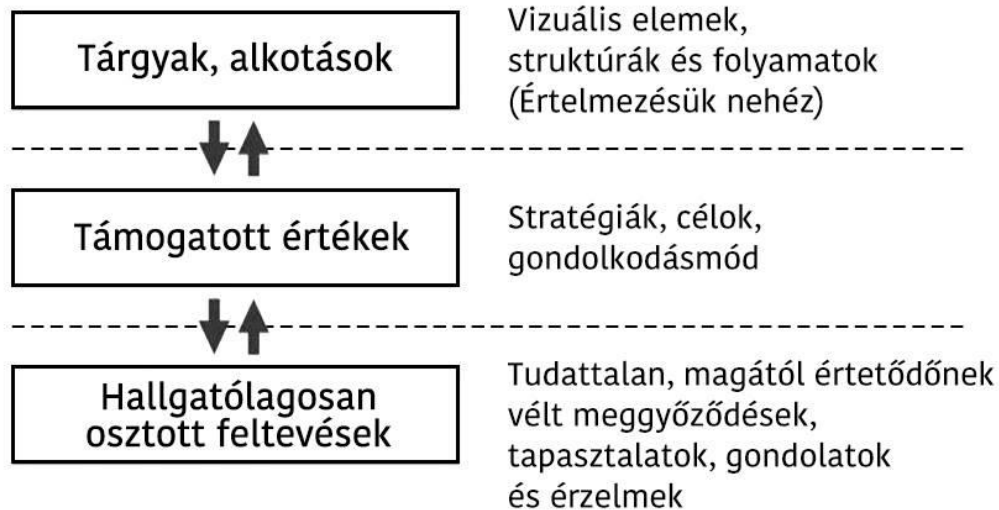 Tárgyak, alkotások
Vizuális elemek,
struktúrák és folyamatok
(Értelmezésük nehéz)
Támogatott értékek
Stratégiák, célok,
gondolkodásmód
Hallgatólagosan
osztott feltevések
Tudattalan, magától értetődőnek
vélt meggyőződések,
tapasztalatok, gondolatok
és érzelmek